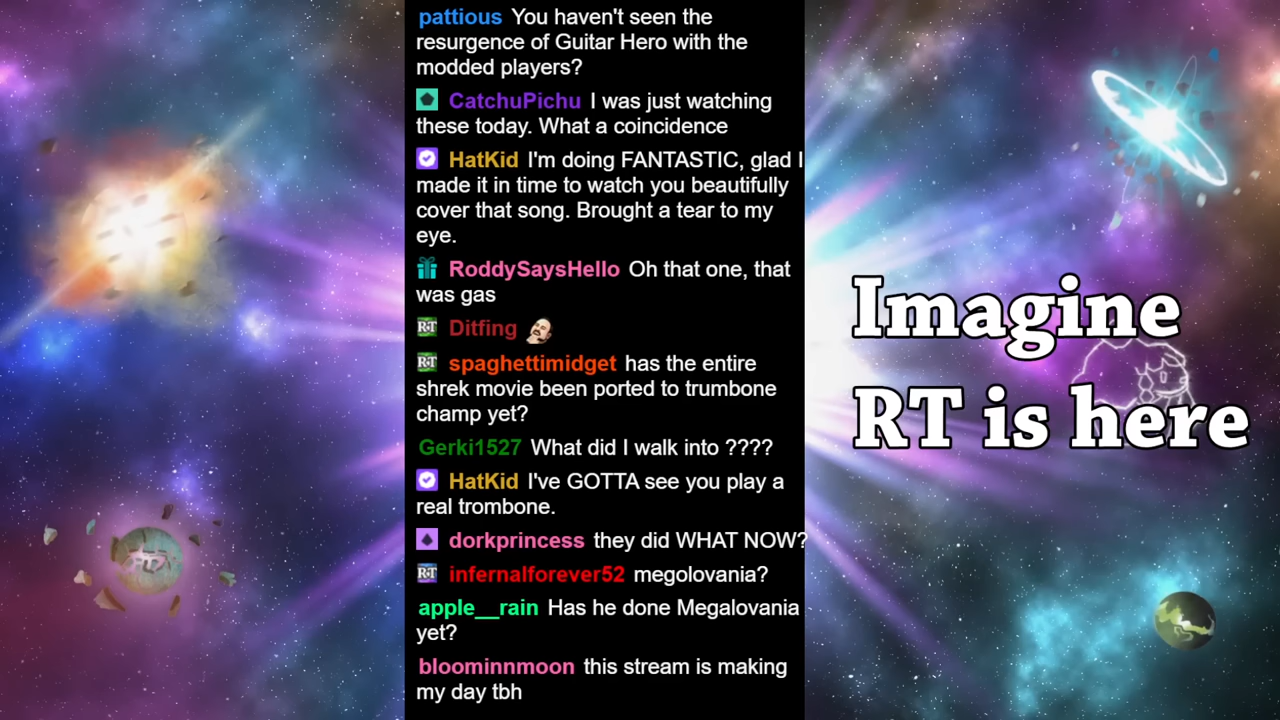 pattious You haven't seen the
resurgence of Guitar Hero with the
modded players?
CatchuPichu I was just watching
these today. What a coincidence
HatKid I'm doing FANTASTIC, glad I
made it in time to watch you beautifully
cover that song. Brought a tear to my
eye.
RoddySaysHello Oh that one, that
was gas
RT Ditfing
RT spaghettimidget has the entire
shrek movie been ported to trumbone
champ yet?
Gerki1527 What did I walk into ????
HatKid I've GOTTA see you play a
real trombone.
dorkprincess they did WHAT NOW?
RT infernalforever52 megolovania?
apple__rain Has he done Megalovania
yet?
bloominnmoon this stream is making
my day tbh
Imagine
RT is here